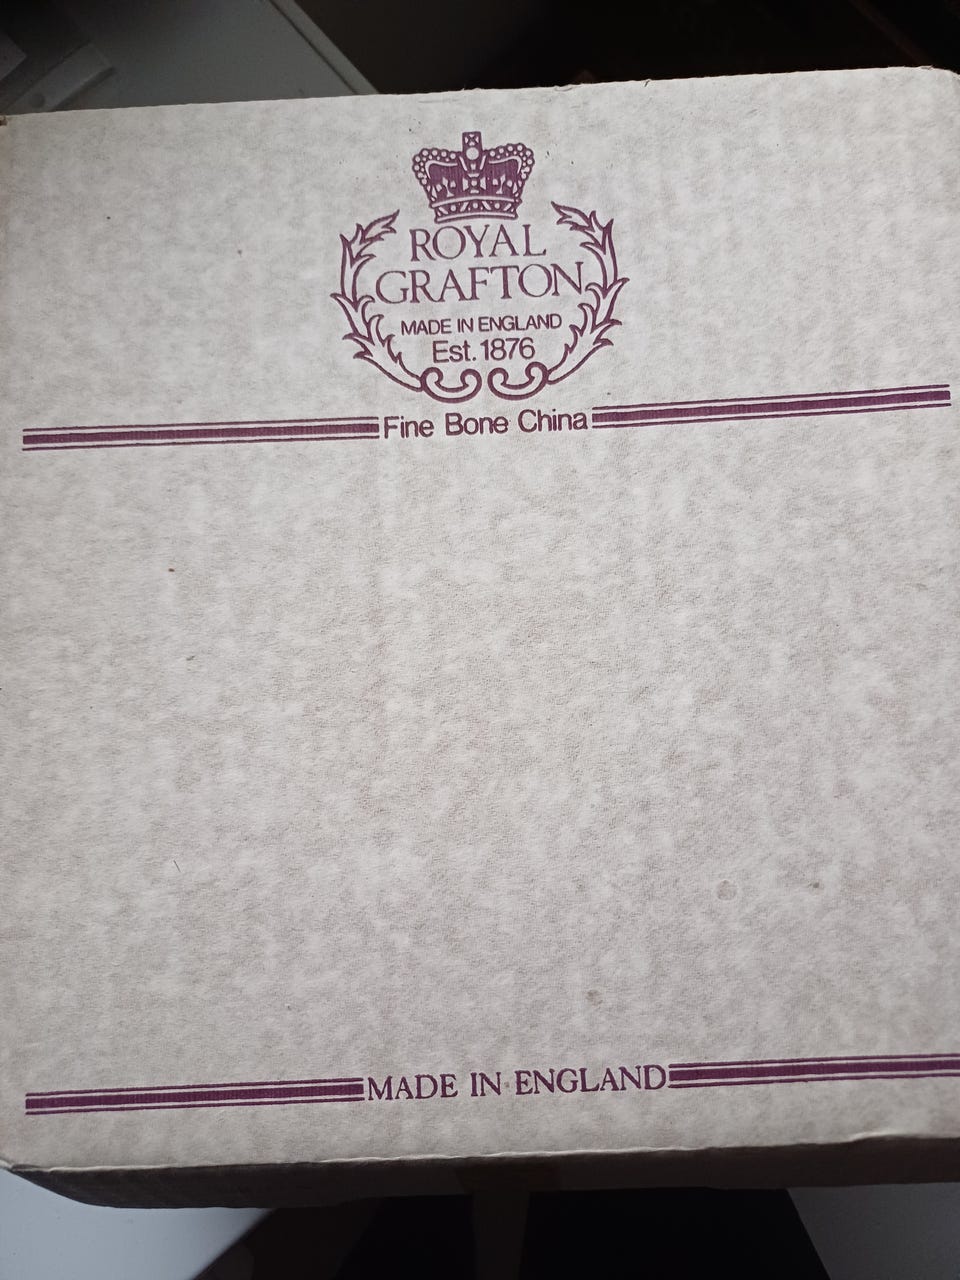 ROYAL
GRAFTON
MADE IN ENGLAND
Est. 1876
Fine Bone China
MADE IN ENGLAND